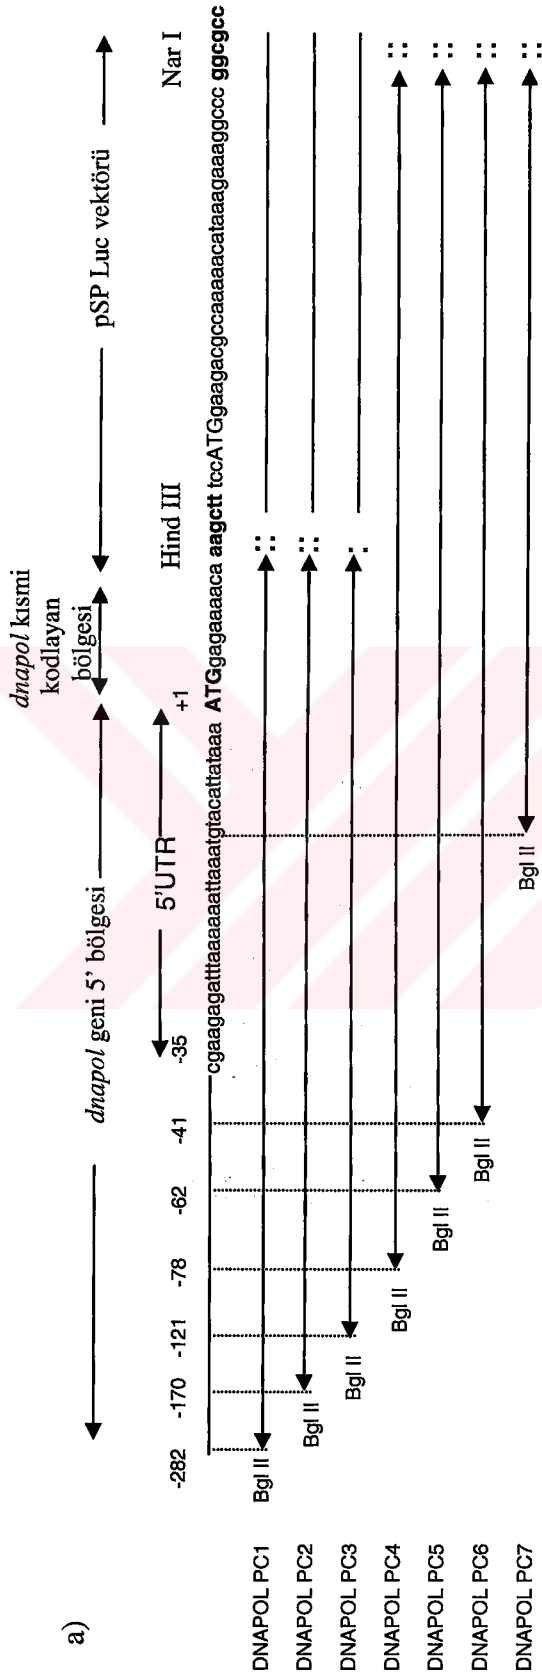 a)
dnapol geni 5' bölgesi
dnapol kısmi
kodlayan
bölgesi
pSP Luc vektörü
5'UTR
+1
Hind III
Nar I
-282 -170 -121 -78 -62 -41 -35
cgaagagatttaaaaaattaaatgtacattataaa ATGgagaaaaca aagctt tccATGgaagacgccaaaaacataaagaaaggcccc ggcgcc
DNAPOL PC1 Bgl II
DNAPOL PC2 Bgl II
DNAPOL PC3 Bgl II
DNAPOL PC4 Bgl II
DNAPOL PC5 Bgl II
DNAPOL PC6 Bgl II
DNAPOL PC7 Bgl II